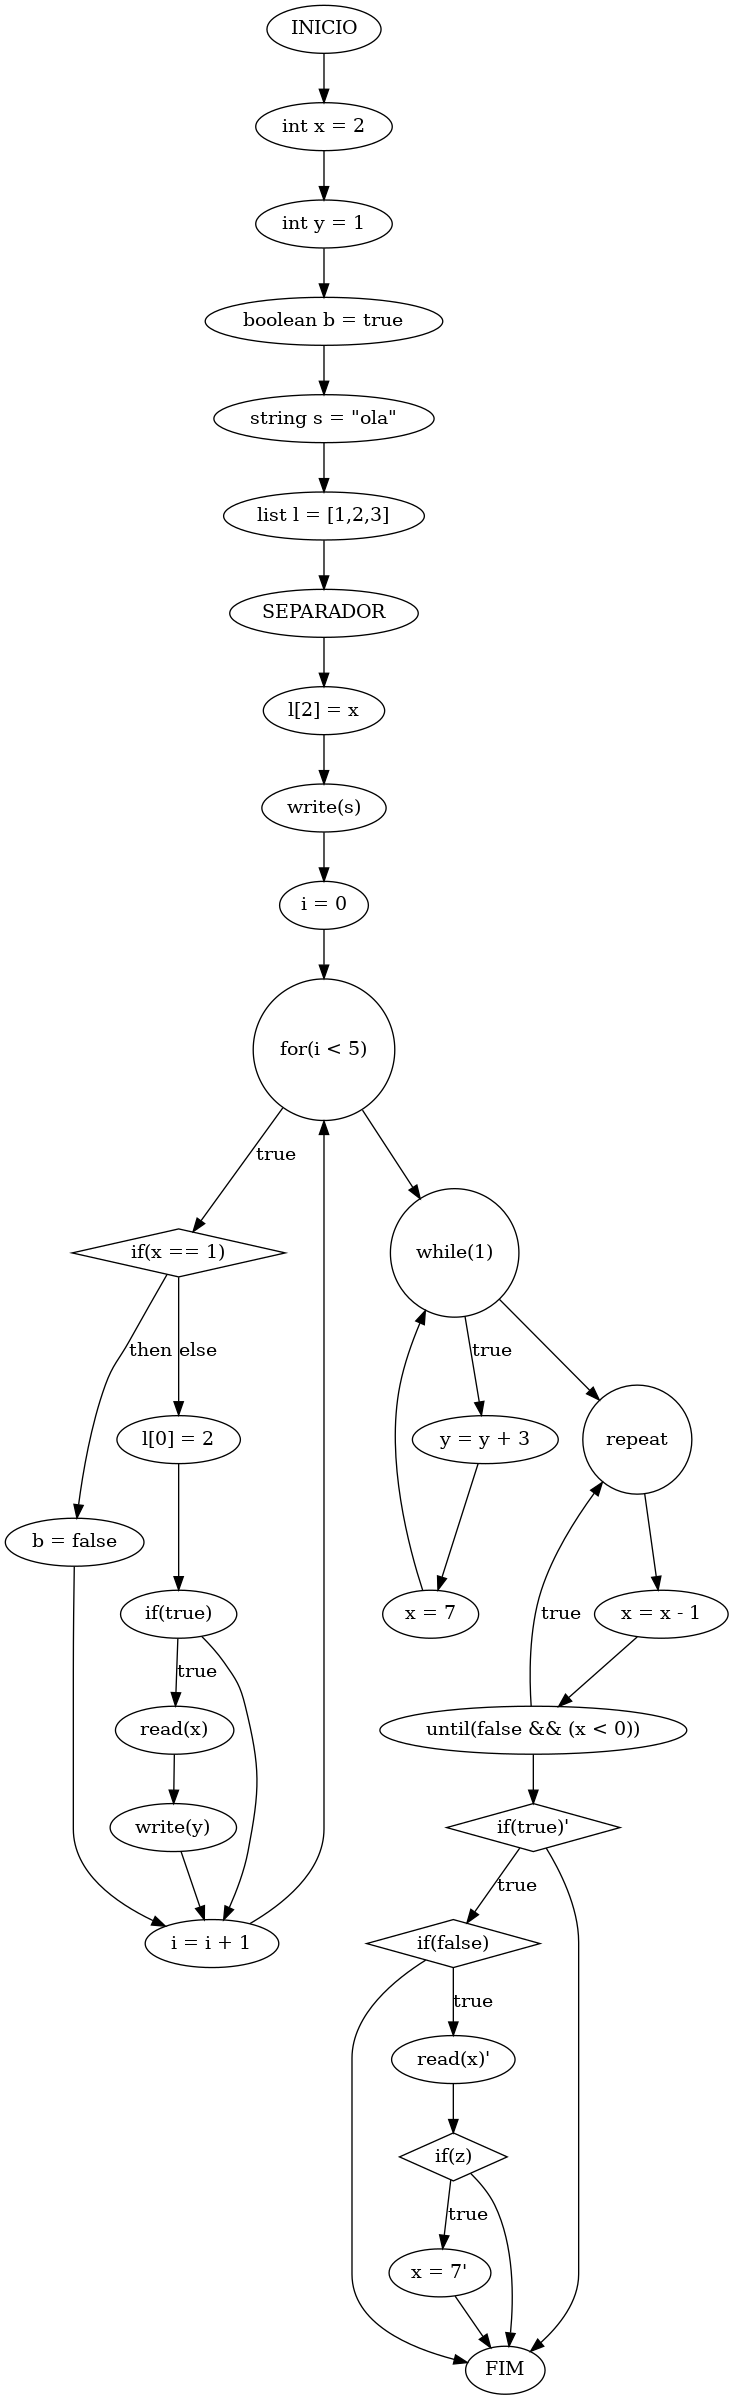 INICIO
int x = 2
int y = 1
boolean b = true
string s = "ola"
list l = [1,2,3]
SEPARADOR
l[2] = x
write(s)
i = 0
for(i < 5)
true
if(x == 1)
while(1)
then
else
true
l[0] = 2
y = y + 3
repeat
b = false
if(true)
x = 7
true
x = x - 1
true
read(x)
until(false && (x < 0))
write(y)
if(true)'
true
i = i + 1
if(false)
true
read(x)'
if(z)
true
x = 7'
FIM